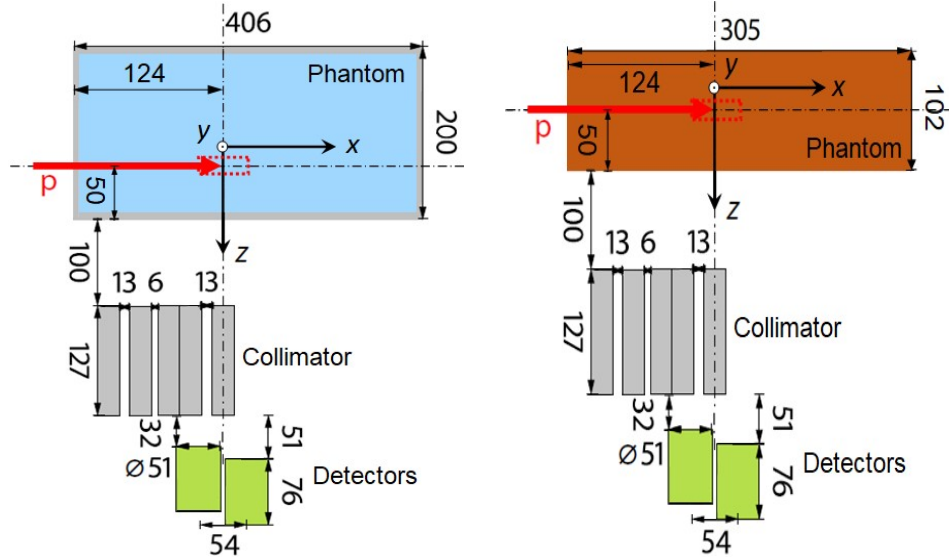 406
124
Phantom
y
x
200
p
50
z
100
13 6 13
127
Collimator
32
51
Ø 51
Detectors
76
54
305
124
y
x
102
p
50
Phantom
z
100
13 6 13
127
Collimator
32
51
Ø51
Detectors
76
54